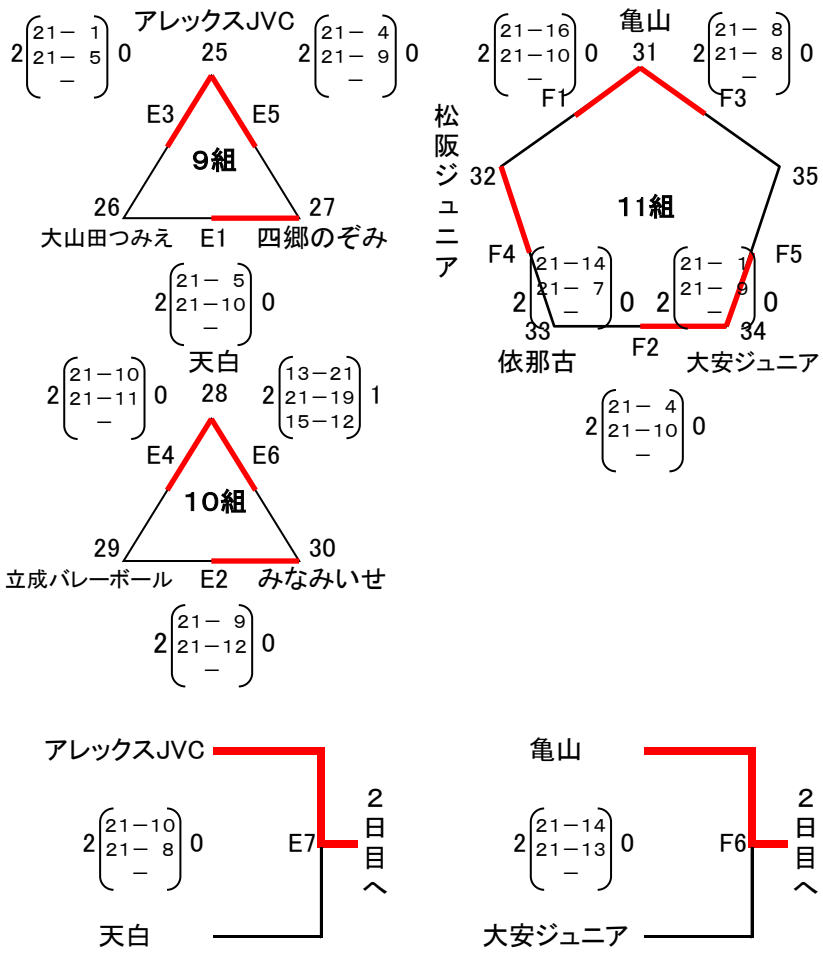 アレックスJVC
25
2 21－ 1 0
21－ 5
－
2 21－ 4 0
21－ 9
－
E3
E5
9組
26
27
大山田つみえ
E1
四郷のぞみ
2 21－ 5 0
21－10
－
天白
28
2 21－10 0
21－11
－
2 13－21 1
21－19
15－12
E4
E6
10組
29
30
立成バレーボール
E2
みなみいせ
2 21－ 9 0
21－12
－
亀山
31
2 21－16 0
21－10
－
2 21－ 8 0
21－ 8
－
F1
F3
松阪ジュニア
32
35
11組
F4
F5
2 21－14 0
21－ 7
－
2 21－ 1 0
21－ 9
－
33
34
依那古
F2
大安ジュニア
2 21－ 4 0
21－10
－
アレックスJVC
2 21－10 0
21－ 8
－
E7
2日目へ
天白
亀山
2 21－14 0
21－13
－
F6
2日目へ
大安ジュニア